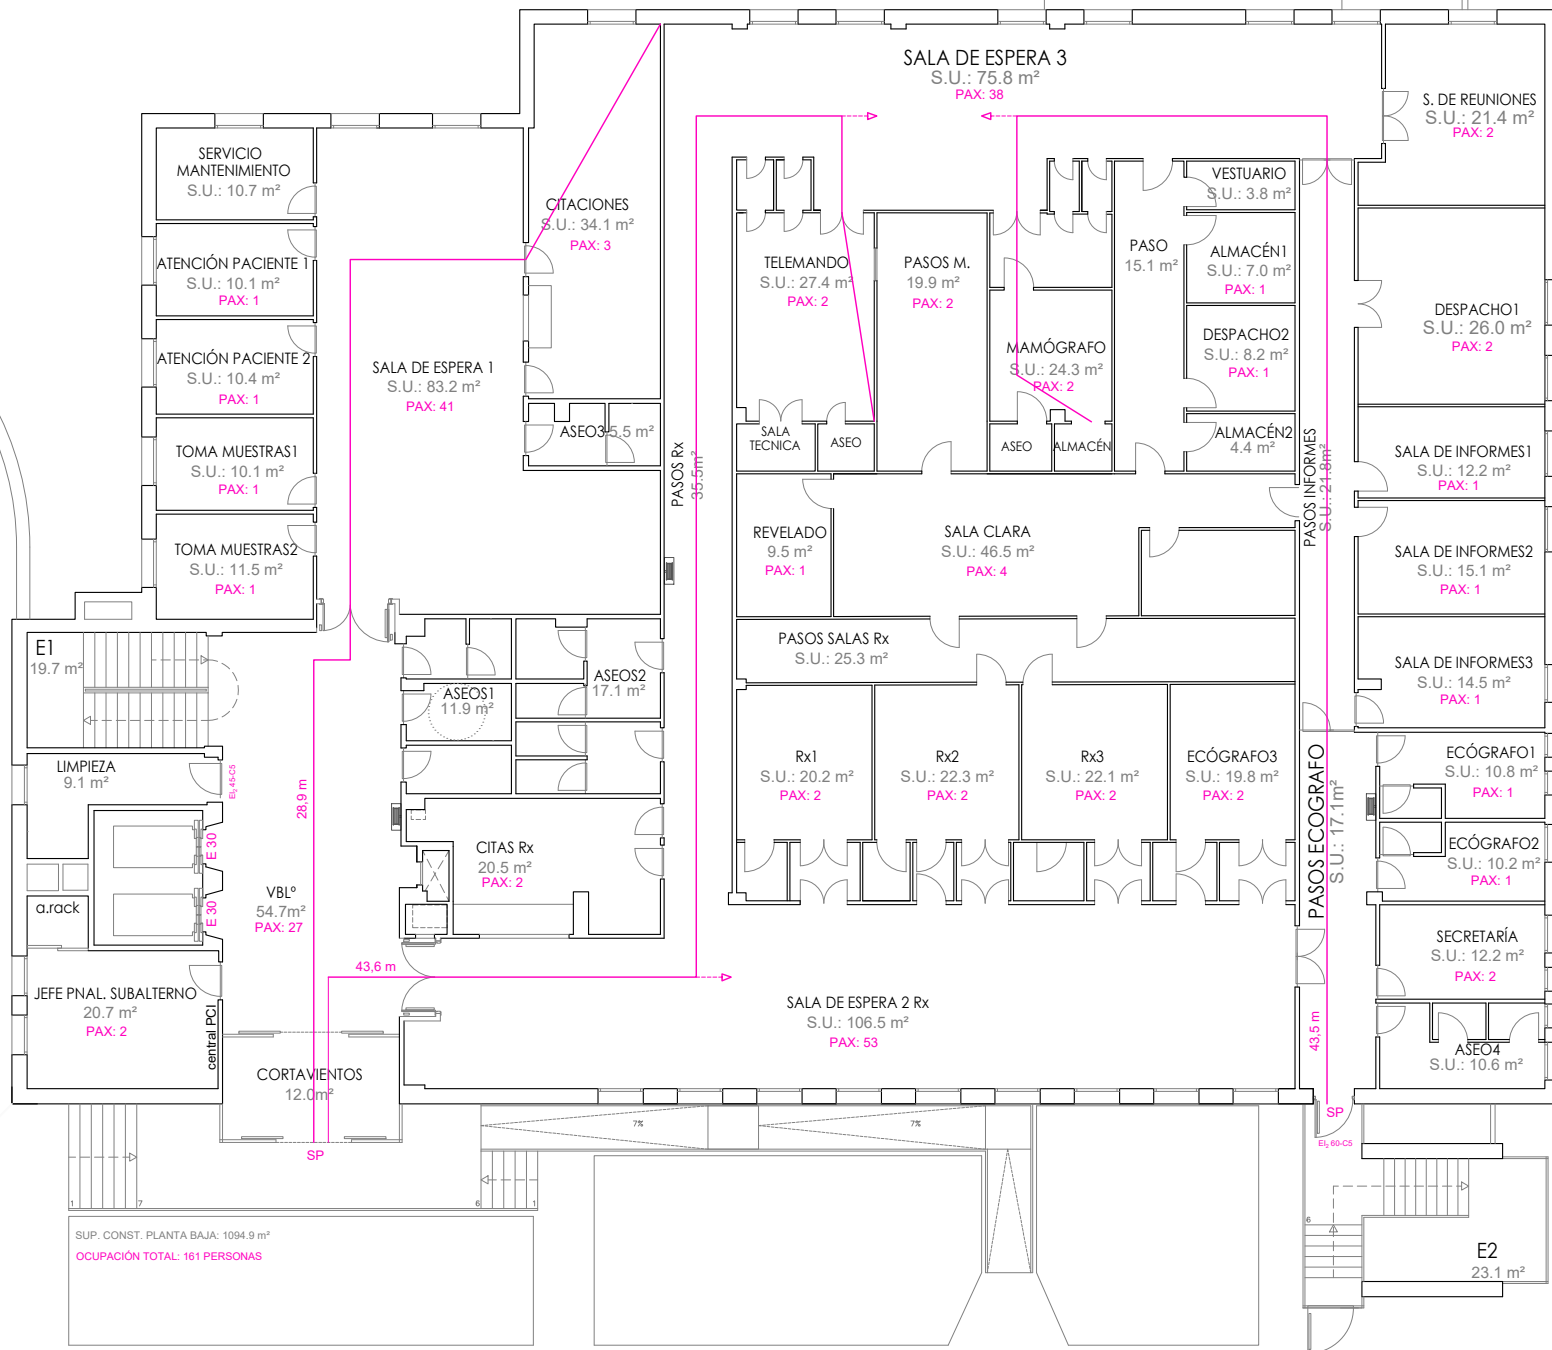 SALA DE ESPERA 3
S.U.: 75.8 m²
PAX: 38
S. DE REUNIONES
S.U.: 21.4 m²
PAX: 2
SERVICIO
MANTENIMIENTO
S.U.: 10.7 m²
CITACIONES
S.U.: 34.1 m²
PAX: 3
VESTUARIO
S.U.: 3.8 m²
ATENCIÓN PACIENTE 1
S.U.: 10.1 m²
PAX: 1
TELEMANDO
S.U.: 27.4 m²
PAX: 2
PASOS M.
19.9 m²
PAX: 2
PASO
15.1 m²
ALMACÉN1
S.U.: 7.0 m²
PAX: 1
DESPACHO1
S.U.: 26.0 m²
PAX: 2
ATENCIÓN PACIENTE 2
S.U.: 10.4 m²
PAX: 1
SALA DE ESPERA 1
S.U.: 83.2 m²
PAX: 41
MAMÓGRAFO
S.U.: 24.3 m²
PAX: 2
DESPACHO2
S.U.: 8.2 m²
PAX: 1
ASEO3 5.5 m²
SALA
TECNICA
ASEO
ASEO
ALMACÉN
ALMACÉN2
4.4 m²
TOMA MUESTRAS1
S.U.: 10.1 m²
PAX: 1
PASOS Rx
35.5m²
PASOS INFORMES
S.U.: 21.8m²
SALA DE INFORMES1
S.U.: 12.2 m²
PAX: 1
TOMA MUESTRAS2
S.U.: 11.5 m²
PAX: 1
REVELADO
9.5 m²
PAX: 1
SALA CLARA
S.U.: 46.5 m²
PAX: 4
SALA DE INFORMES2
S.U.: 15.1 m²
PAX: 1
E1
19.7 m²
ASEOS1
11.9 m²
ASEOS2
17.1 m²
PASOS SALAS Rx
S.U.: 25.3 m²
SALA DE INFORMES3
S.U.: 14.5 m²
PAX: 1
LIMPIEZA
9.1 m²
EI₂ 45-C5
28,9 m
Rx1
S.U.: 20.2 m²
PAX: 2
Rx2
S.U.: 22.3 m²
PAX: 2
Rx3
S.U.: 22.1 m²
PAX: 2
ECÓGRAFO3
S.U.: 19.8 m²
PAX: 2
PASOS ECOGRAFO
S.U.: 17.1m²
ECÓGRAFO1
S.U.: 10.8 m²
PAX: 1
E 30
E 30
CITAS Rx
20.5 m²
PAX: 2
ECÓGRAFO2
S.U.: 10.2 m²
PAX: 1
a.rack
VBLº
54.7m²
PAX: 27
SECRETARÍA
S.U.: 12.2 m²
PAX: 2
43,6 m
JEFE PNAL. SUBALTERNO
20.7 m²
PAX: 2
central PCI
SALA DE ESPERA 2 Rx
S.U.: 106.5 m²
PAX: 53
43,5 m
ASEO4
S.U.: 10.6 m²
CORTAVIENTOS
12.0m²
SP
SP
EI₂ 60-C5
7%
7%
1
7
6
1
6
SUP. CONST. PLANTA BAJA: 1094.9 m²
OCUPACIÓN TOTAL: 161 PERSONAS
E2
23.1 m²